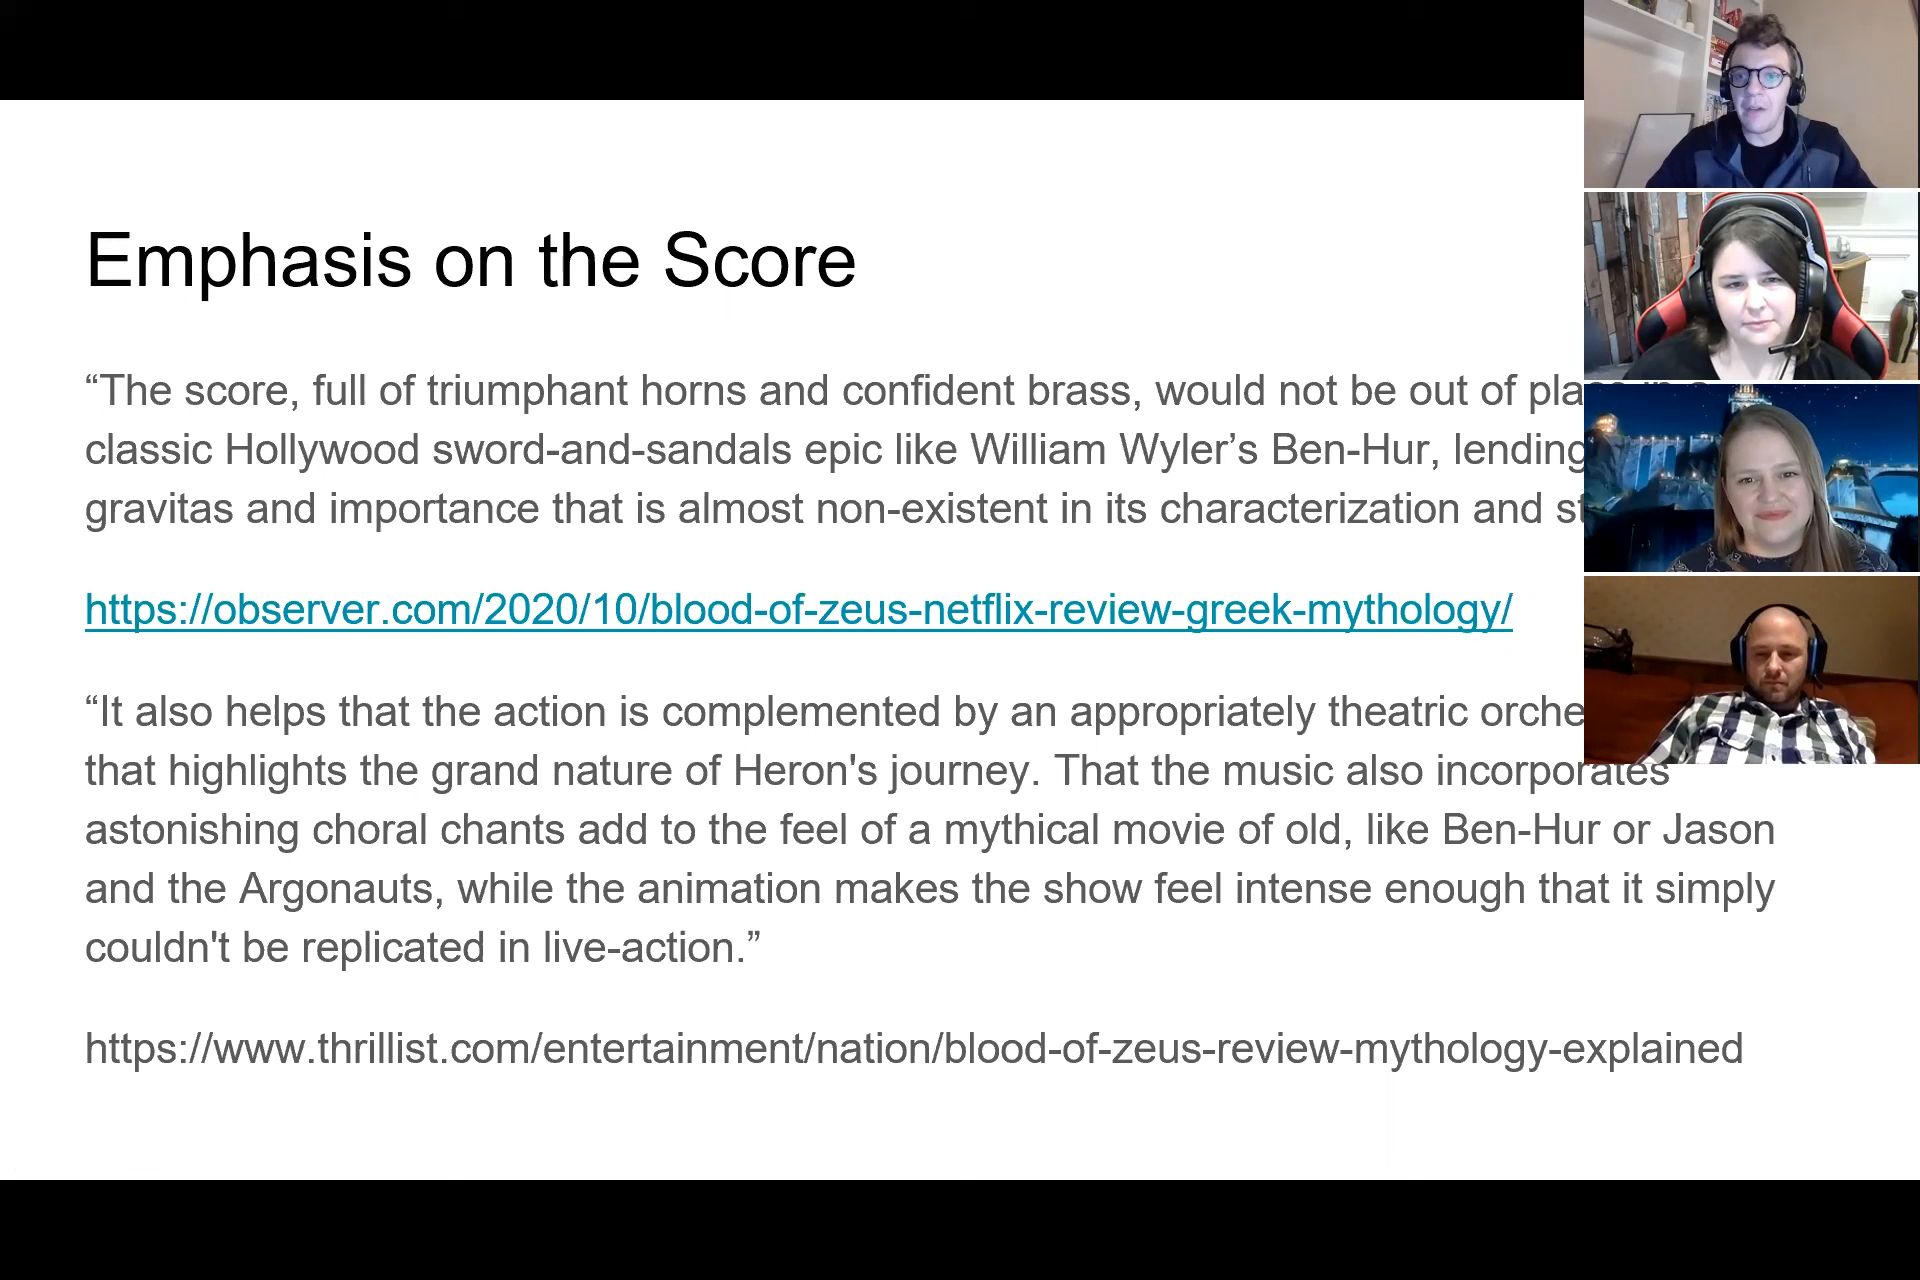 Emphasis on the Score
“The score, full of triumphant horns and confident brass, would not be out of place in a
classic Hollywood sword-and-sandals epic like William Wyler’s Ben-Hur, lending
gravitas and importance that is almost non-existent in its characterization and
https://observer.com/2020/10/blood-of-zeus-netflix-review-greek-mythology/
“It also helps that the action is complemented by an appropriately theatric
that highlights the grand nature of Heron's journey. That the music also incorporates
astonishing choral chants add to the feel of a mythical movie of old, like Ben-Hur or Jason
and the Argonauts, while the animation makes the show feel intense enough that it simply
couldn't be replicated in live-action.”
https://www.thrillist.com/entertainment/nation/blood-of-zeus-review-mythology-explained